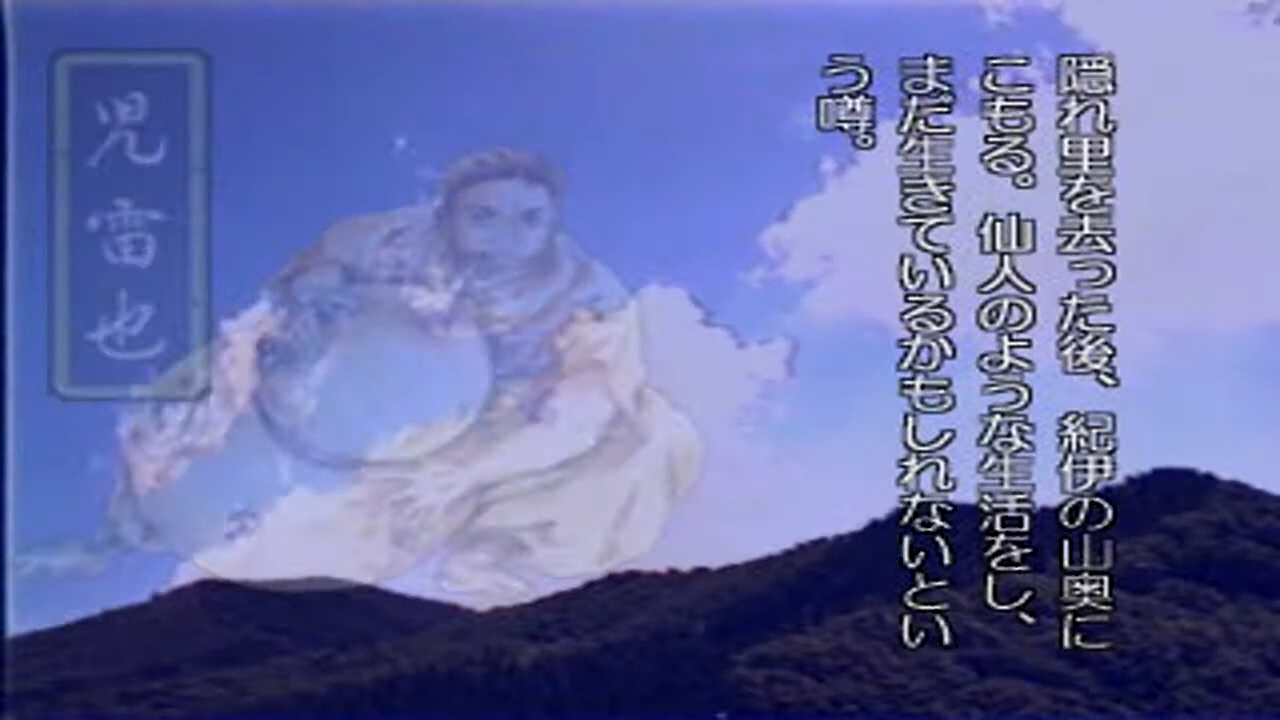 隠れ里を去った後、紀伊の山奥に
こもる。仙人のような生活をし、
まだ生きているかもしれないとい
う噂。
児雷也